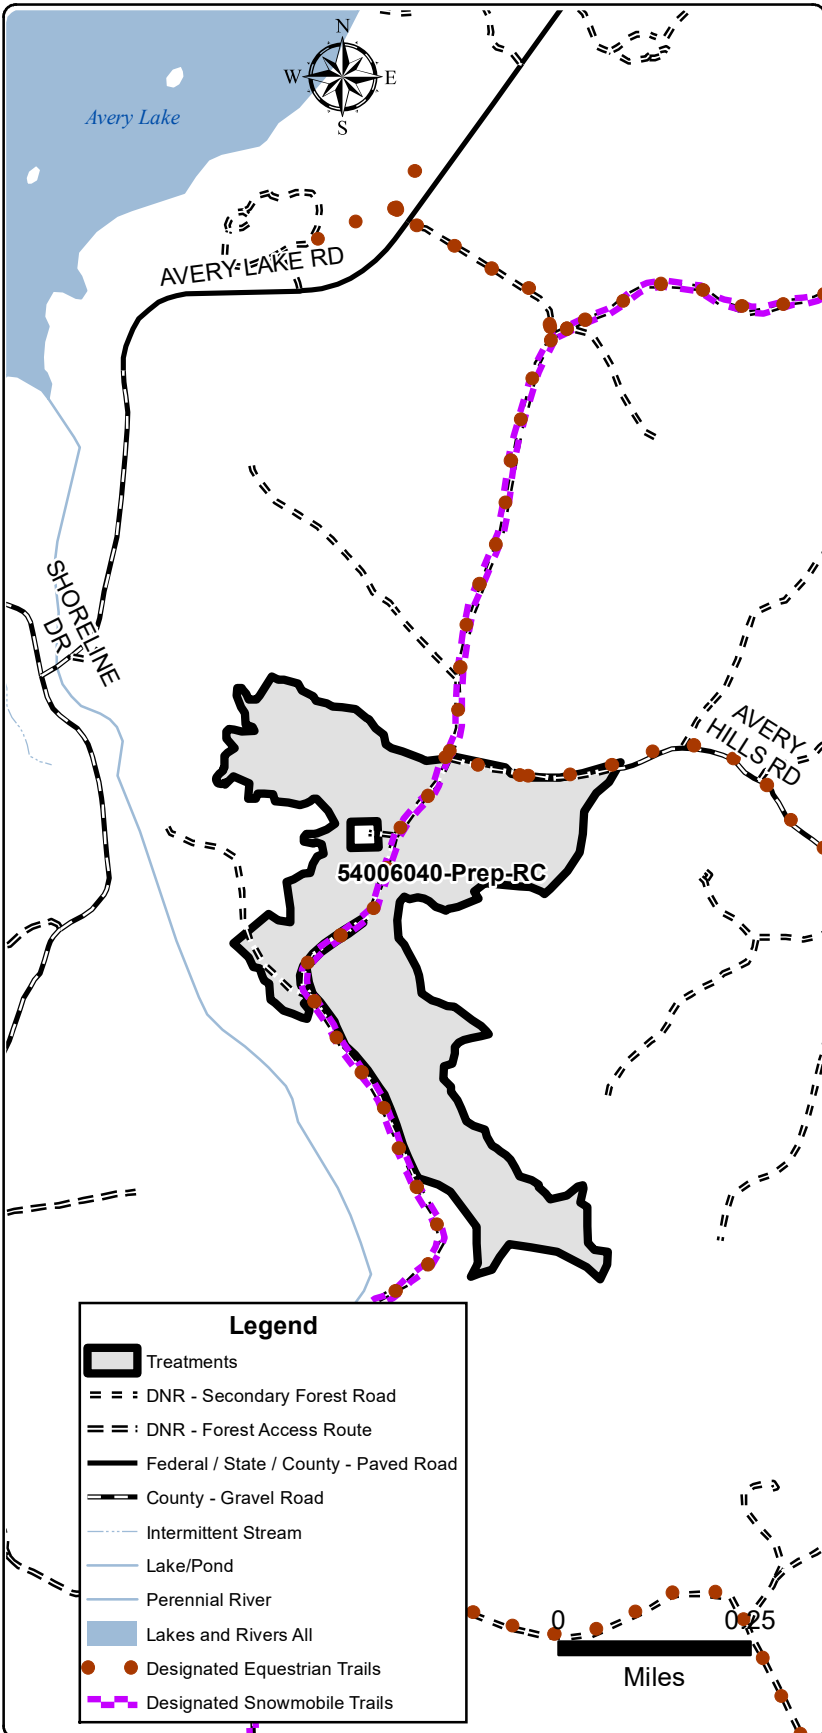 N
W E
S
Avery Lake
AVERY LAKE RD
SHORELINE
DR
AVERY
HILLS RD
54006040-Prep-RC
Legend
Treatments
DNR - Secondary Forest Road
DNR - Forest Access Route
Federal / State / County - Paved Road
County - Gravel Road
Intermittent Stream
Lake/Pond
Perennial River
Lakes and Rivers All
Designated Equestrian Trails
Designated Snowmobile Trails
0 0.25
Miles